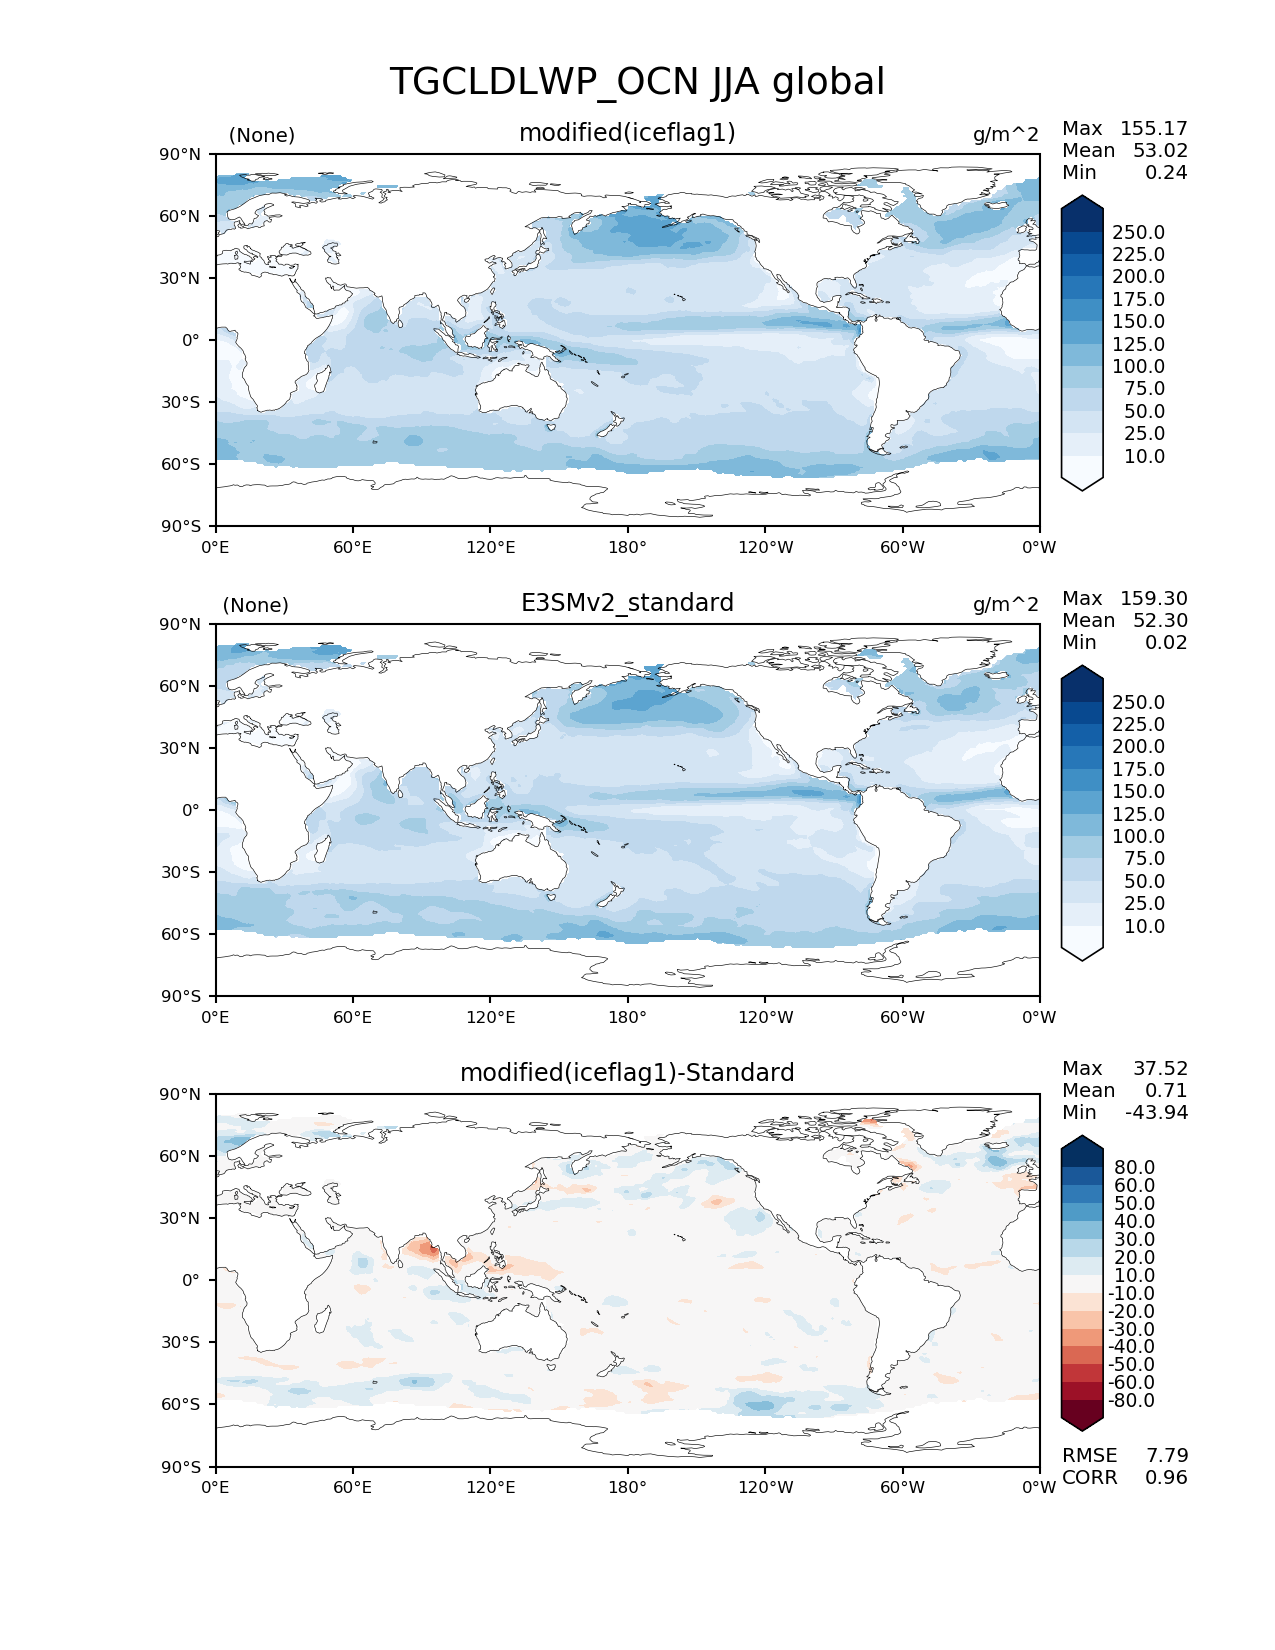 TGCLDLWP_OCN JJA global
(None) modified(iceflag1) g/m^2
Max 155.17
Mean 53.02
Min 0.24
90°N
60°N
30°N
0°
30°S
60°S
90°S
0°E 60°E 120°E 180° 120°W 60°W 0°W
250.0
225.0
200.0
175.0
150.0
125.0
100.0
75.0
50.0
25.0
10.0
(None) E3SMv2_standard g/m^2
Max 159.30
Mean 52.30
Min 0.02
90°N
60°N
30°N
0°
30°S
60°S
90°S
0°E 60°E 120°E 180° 120°W 60°W 0°W
250.0
225.0
200.0
175.0
150.0
125.0
100.0
75.0
50.0
25.0
10.0
modified(iceflag1)-Standard
Max 37.52
Mean 0.71
Min -43.94
90°N
60°N
30°N
0°
30°S
60°S
90°S
0°E 60°E 120°E 180° 120°W 60°W 0°W
80.0
60.0
50.0
40.0
30.0
20.0
10.0
-10.0
-20.0
-30.0
-40.0
-50.0
-60.0
-80.0
RMSE 7.79
CORR 0.96